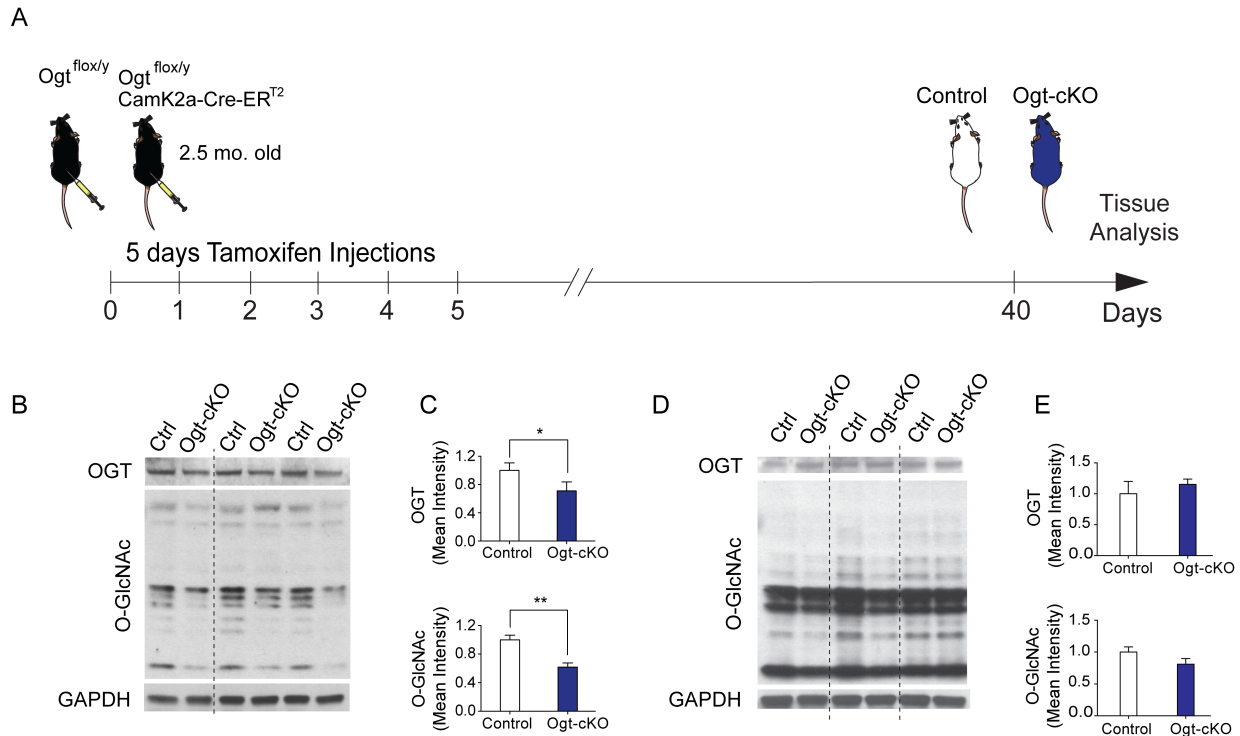 A
Ogt flox/y
Ogt flox/y
CamK2a-Cre-ER T2
2.5 mo. old
Control
Ogt-cKO
Tissue
Analysis
5 days Tamoxifen Injections
0 1 2 3 4 5 40 Days
B
Ctrl Ogt-cKO Ctrl Ogt-cKO Ctrl Ogt-cKO
OGT
O-GlcNAc
GAPDH
C
*
OGT
(Mean Intensity)
1.2
0.8
0.4
0.0
Control Ogt-cKO
**
O-GlcNAc
(Mean Intensity)
1.2
0.8
0.4
0.0
Control Ogt-cKO
D
Ctrl Ogt-cKO Ctrl Ogt-cKO Ctrl Ogt-cKO
OGT
O-GlcNAc
GAPDH
E
OGT
(Mean Intensity)
1.5
1.0
0.5
0.0
Control Ogt-cKO
O-GlcNAc
(Mean Intensity)
1.5
1.0
0.5
0.0
Control Ogt-cKO